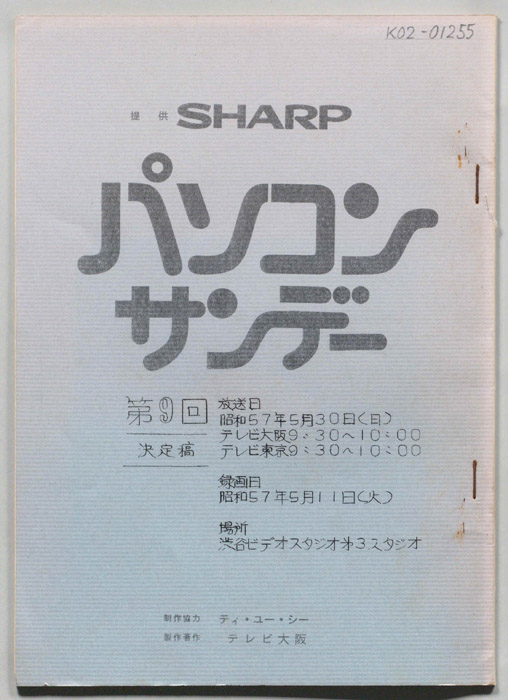 K02-01255
提供 SHARP
パソコン
サンデー
第9回
決定稿
放送日
昭和57年5月30日(日)
テレビ大阪9:30～10:00
テレビ東京9:30～10:00
録画日
昭和57年5月11日(火)
場所
渋谷ビデオスタジオ第3スタジオ
制作協力 ティ・ユー・シー
製作著作 テレビ大阪